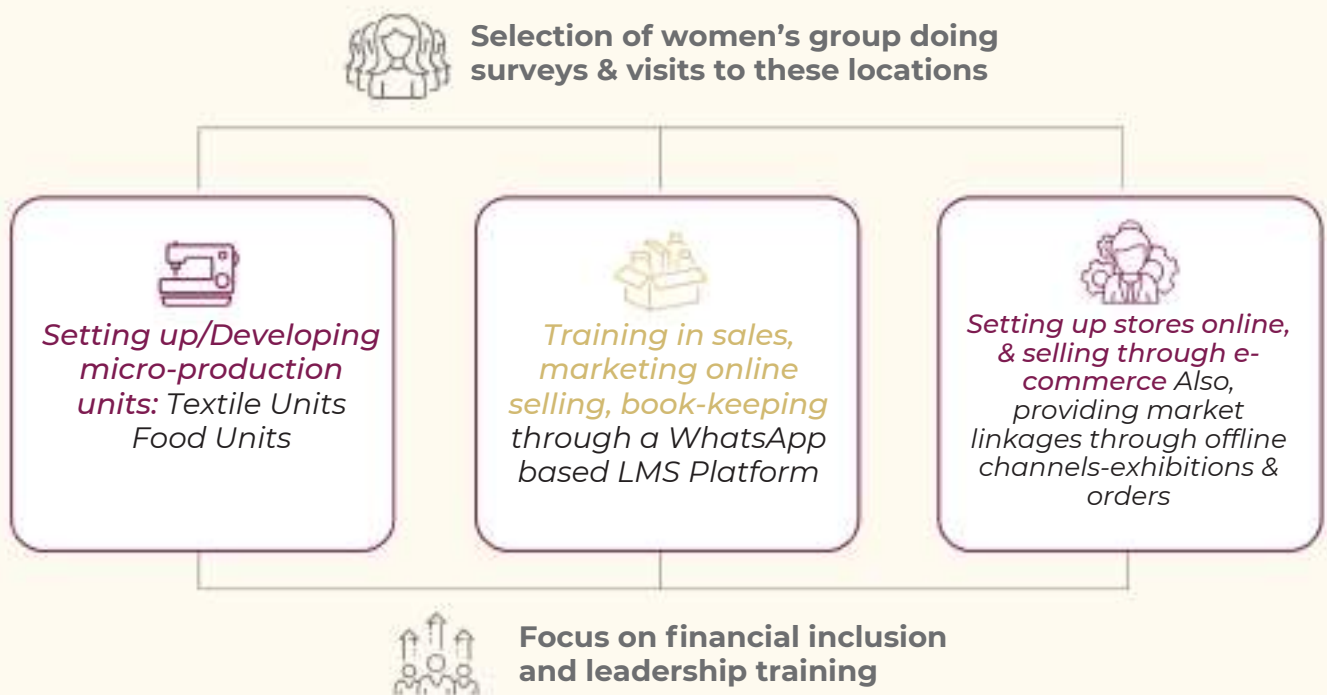 Selection of women's group doing
surveys & visits to these locations
Setting up/Developing
micro-production
units: Textile Units
Food Units
Training in sales,
marketing online
selling, book-keeping
through a WhatsApp
based LMS Platform
Setting up stores online,
& selling through e-
commerce Also,
providing market
linkages through offline
channels-exhibitions &
orders
Focus on financial inclusion
and leadership training